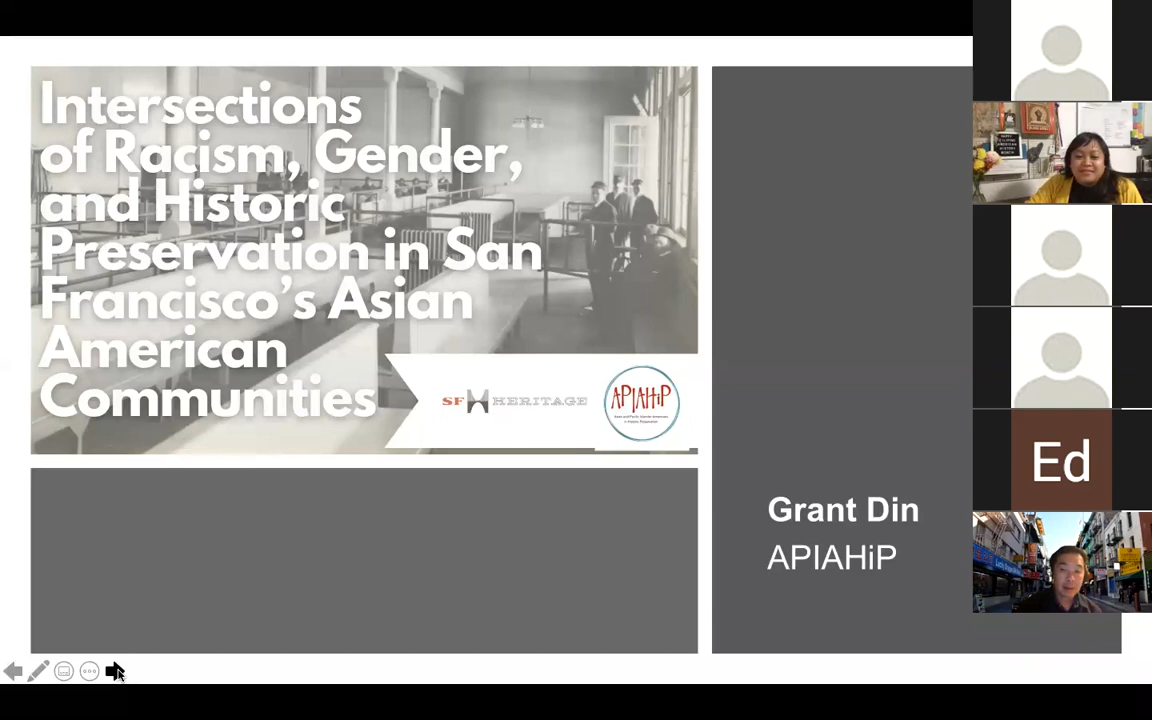 Intersections
of Racism, Gender,
and Historic
Preservation in San
Francisco's Asian
American
Communities
SF HERITAGE
APIAHiP
Grant Din
APIAHiP
Ed